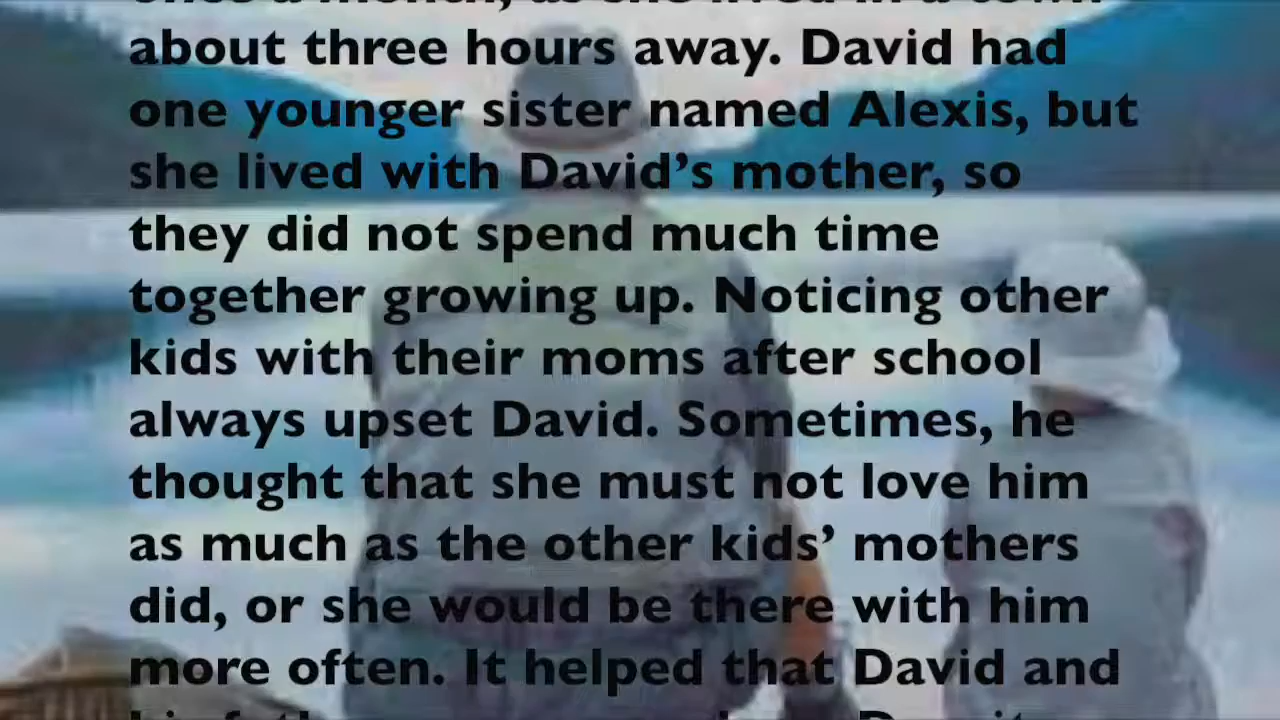 about three hours away. David had
one younger sister named Alexis, but
she lived with David’s mother, so
they did not spend much time
together growing up. Noticing other
kids with their moms after school
always upset David. Sometimes, he
thought that she must not love him
as much as the other kids’ mothers
did, or she would be there with him
more often. It helped that David and